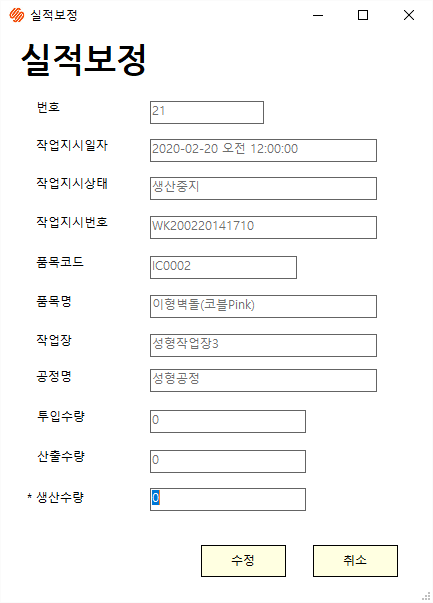 실적보정
실적보정
번호 21
작업지시일자 2020-02-20 오전 12:00:00
작업지시상태 생산중지
작업지시번호 WK200220141710
품목코드 IC0002
품목명 이형벽돌(코블Pink)
작업장 성형작업장3
공정명 성형공정
투입수량 0
산출수량 0
* 생산수량 0
수정 취소